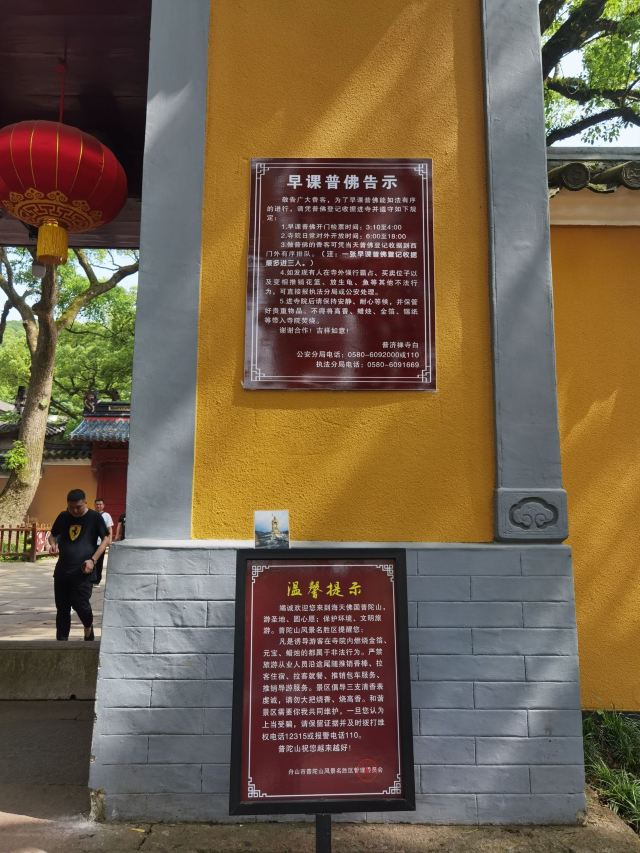 早课普佛告示
敬告广大香客，为了早课普佛能如法有序
的进行，请凭普佛登记收据进寺并遵守如下规
定：
1.早课普佛开门检票时间：3:10至4:00
2.寺院日常对外开放时间：6:00至18:00
3.做普佛的香客可凭当天普佛登记收据到西
门外有序排队。（注：一张早课普佛登记收据
最多进三人。）
4.如发现有人在寺外强行霸占、买卖位子以
及变相推销花篮、放生龟、鱼等其他不法行
为，可直接报执法分局或公安处理。
5.进寺院后请保持安静、耐心等候，并保管
好贵重物品。不得将高香、蜡烛、金箔、锡纸
等带入寺院焚烧。
谢谢合作！吉祥如意！
普济禅寺白
公安分局电话：0580-6092000或110
执法分局电话：0580-6091669
温馨提示
竭诚欢迎您来到海天佛国普陀山，
游圣地、圆心愿；保护环境、文明旅
游。普陀山风景名胜区提醒您：
凡是诱导游客在寺院内燃烧金箔、
元宝、蜡烛的都属于非法行为。严禁
旅游从业人员沿途尾随推销香棒、拉
客住宿、拉客就餐、推销包车服务、
推销导游服务。景区倡导三支清香表
虔诚，请勿大把烧香、烧高香。和谐
景区需要你我共同维护。一旦您认为
上当受骗，请保留证据并及时拨打维
权电话12315或报警电话110。
普陀山祝您越来越好！
舟山市普陀山风景名胜区管理委员会